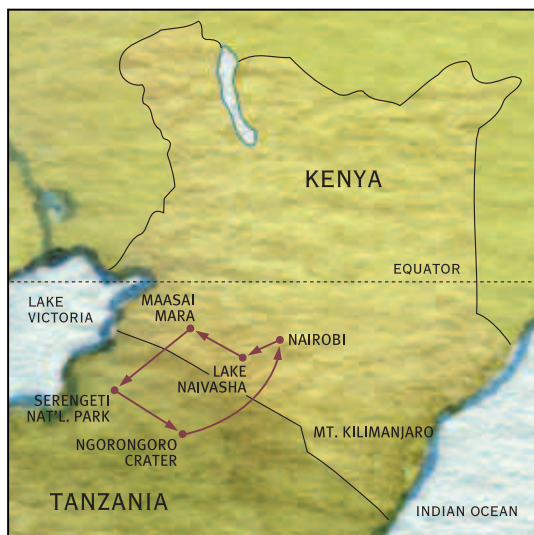 KENYA
EQUATOR
LAKE
VICTORIA
MAASAI
MARA
NAIROBI
LAKE
NAIVASHA
SERENGETI
NAT'L. PARK
NGORONGORO
CRATER
MT. KILIMANJARO
TANZANIA
INDIAN OCEAN